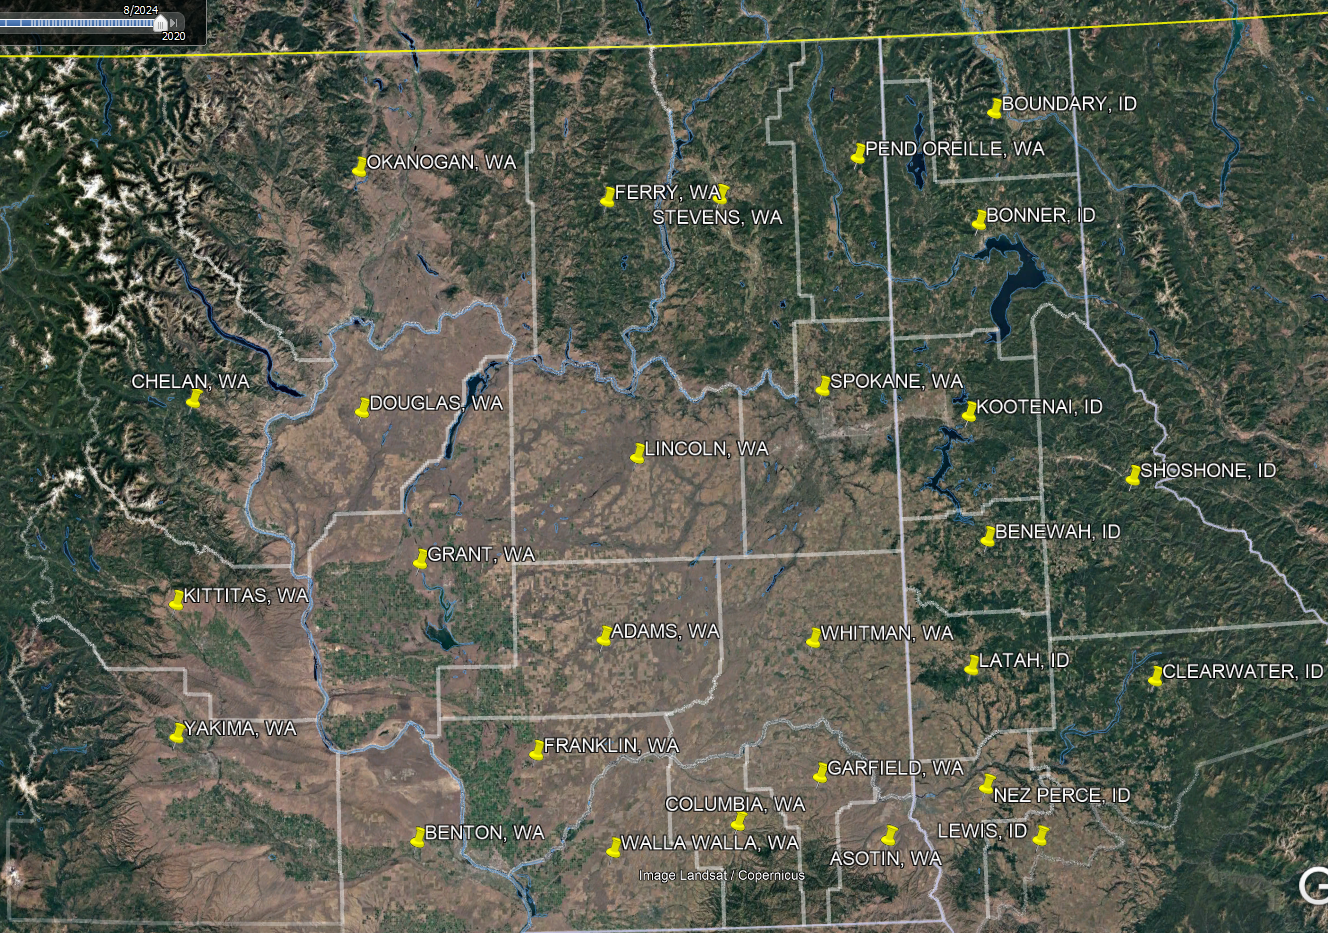 8/2024
2020
BOUNDARY, ID
PEND OREILLE, WA
OKANOGAN, WA
FERRY, WA
STEVENS, WA
BONNER, ID
CHELAN, WA
DOUGLAS, WA
SPOKANE, WA
KOOTENAI, ID
LINCOLN, WA
SHOSHONE, ID
BENEWAH, ID
GRANT, WA
KITTITAS, WA
ADAMS, WA
WHITMAN, WA
LATAH, ID
CLEARWATER, ID
YAKIMA, WA
FRANKLIN, WA
GARFIELD, WA
NEZ PERCE, ID
COLUMBIA, WA
BENTON, WA
WALLA WALLA, WA
LEWIS, ID
ASOTIN, WA
Image Landsat / Copernicus
G